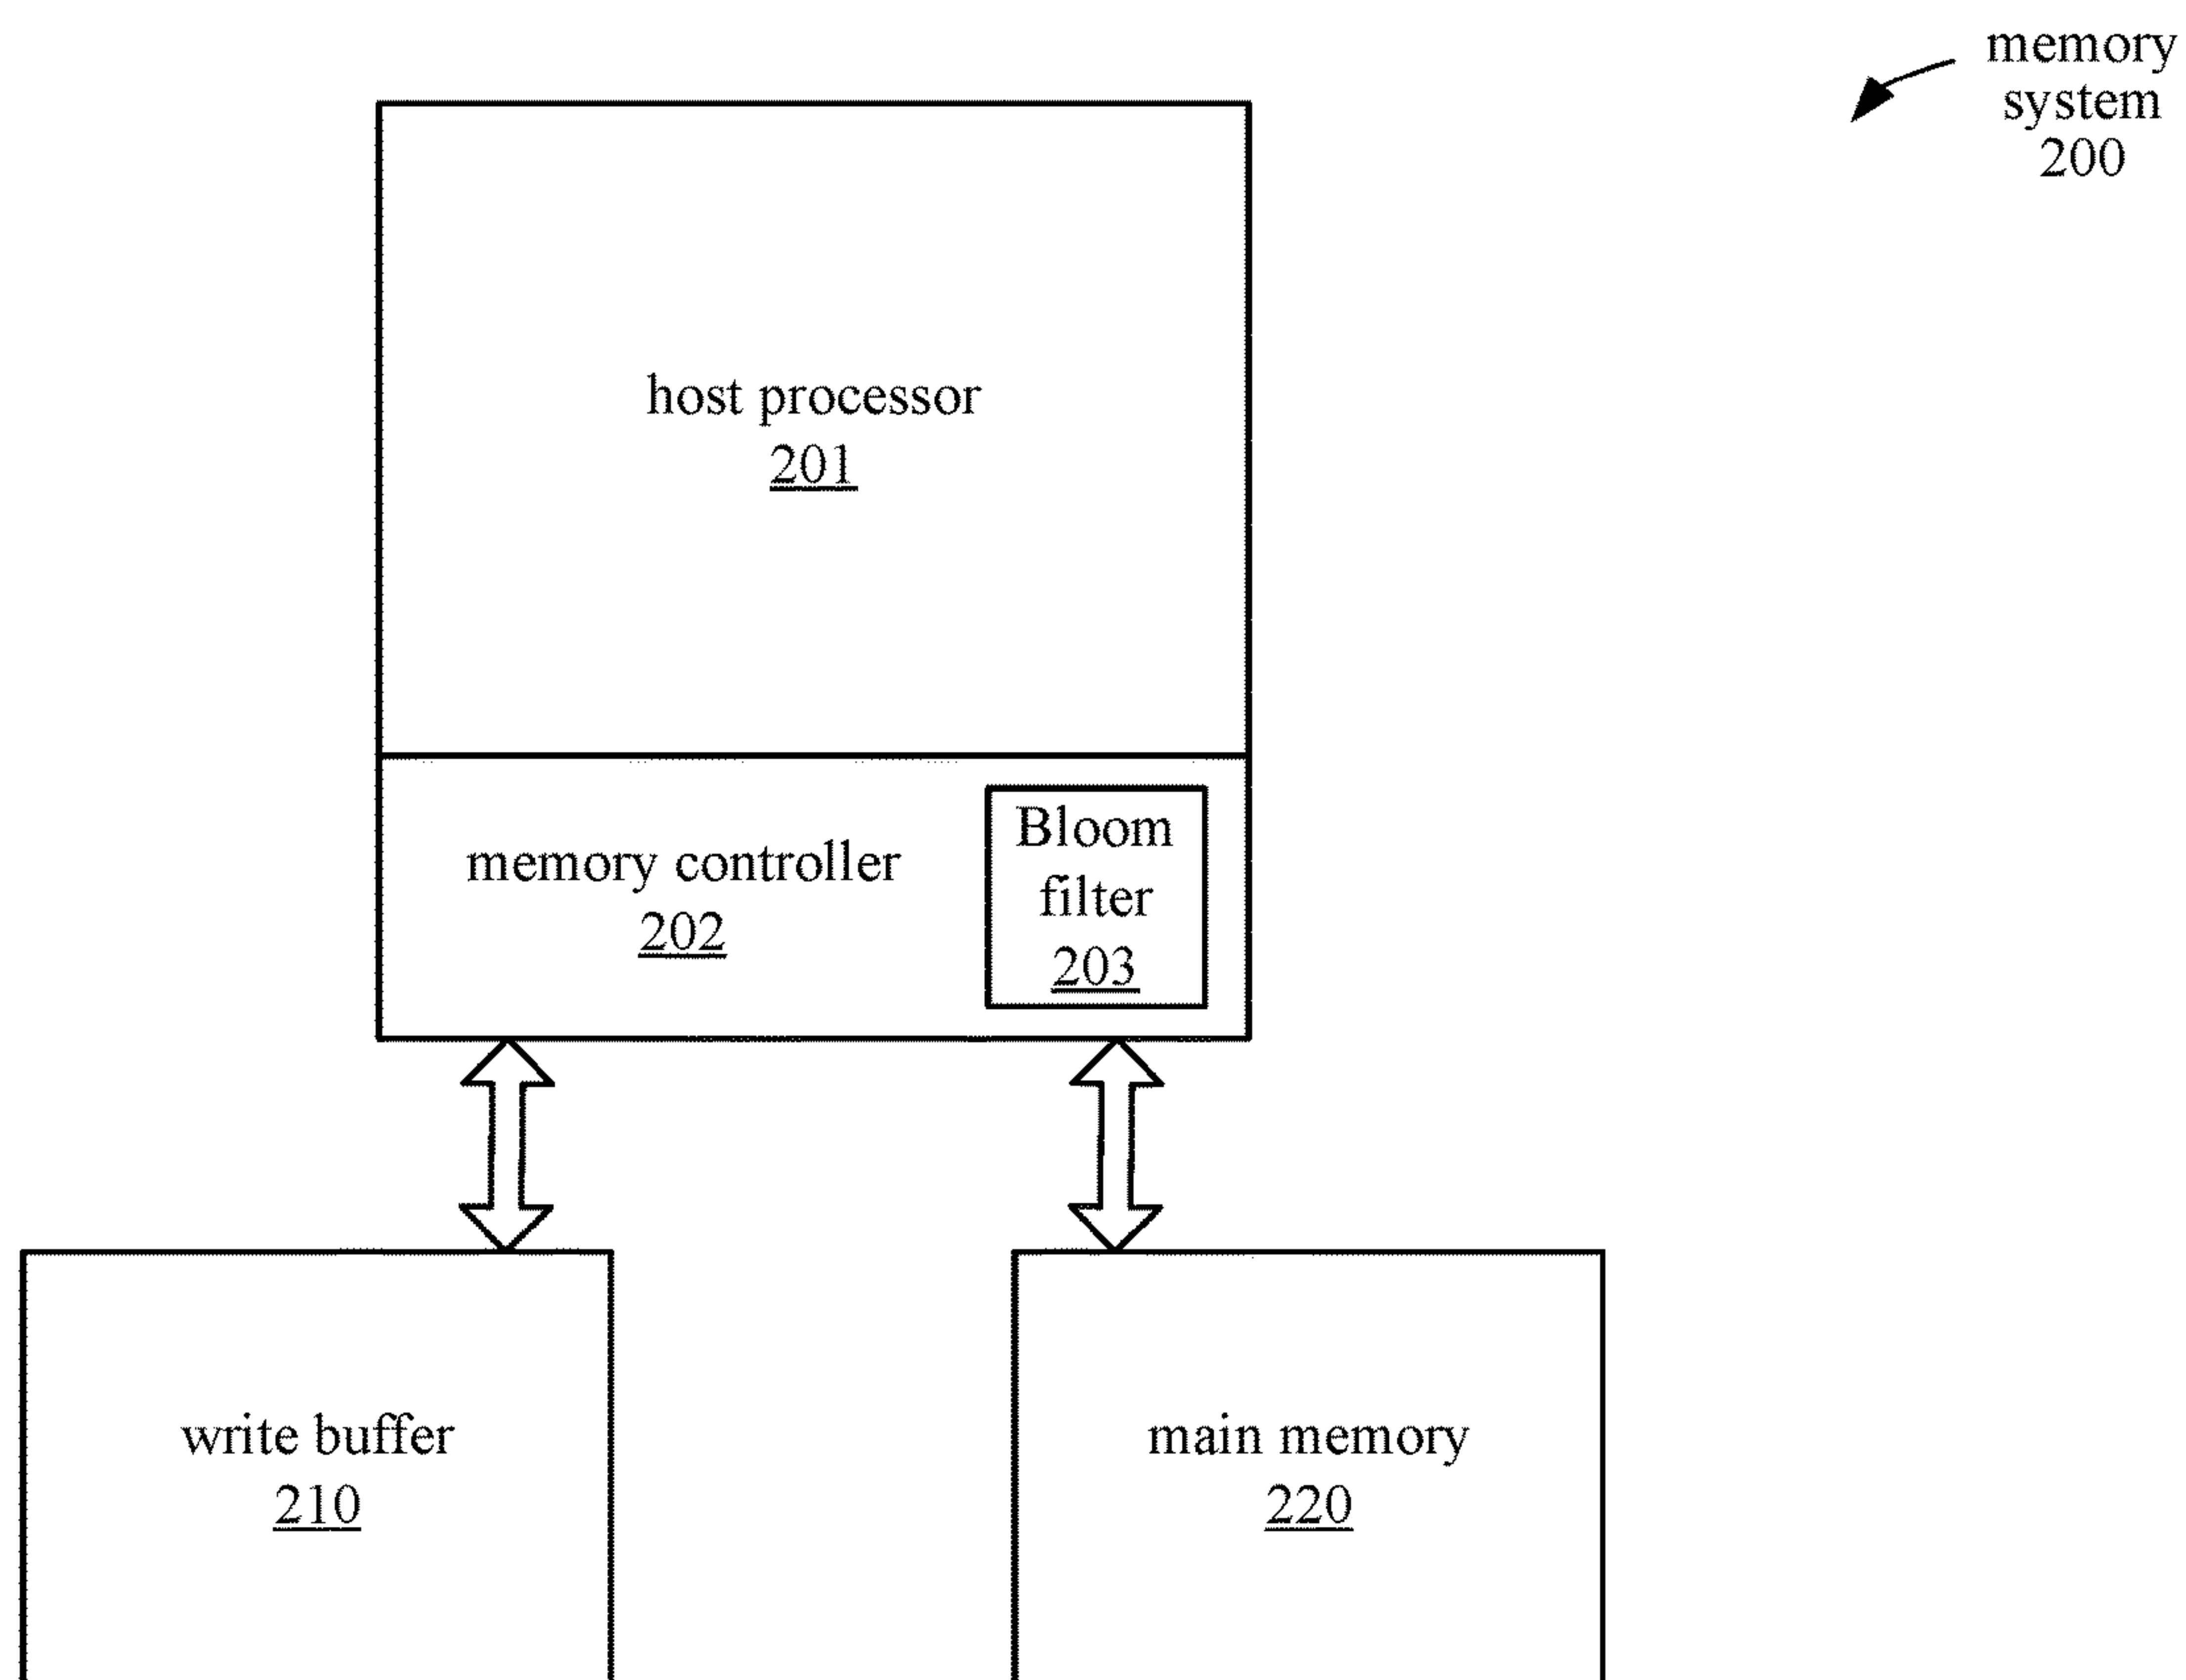 memory
system
200
host processor
201
memory controller
202
Bloom
filter
203
write buffer
210
main memory
220